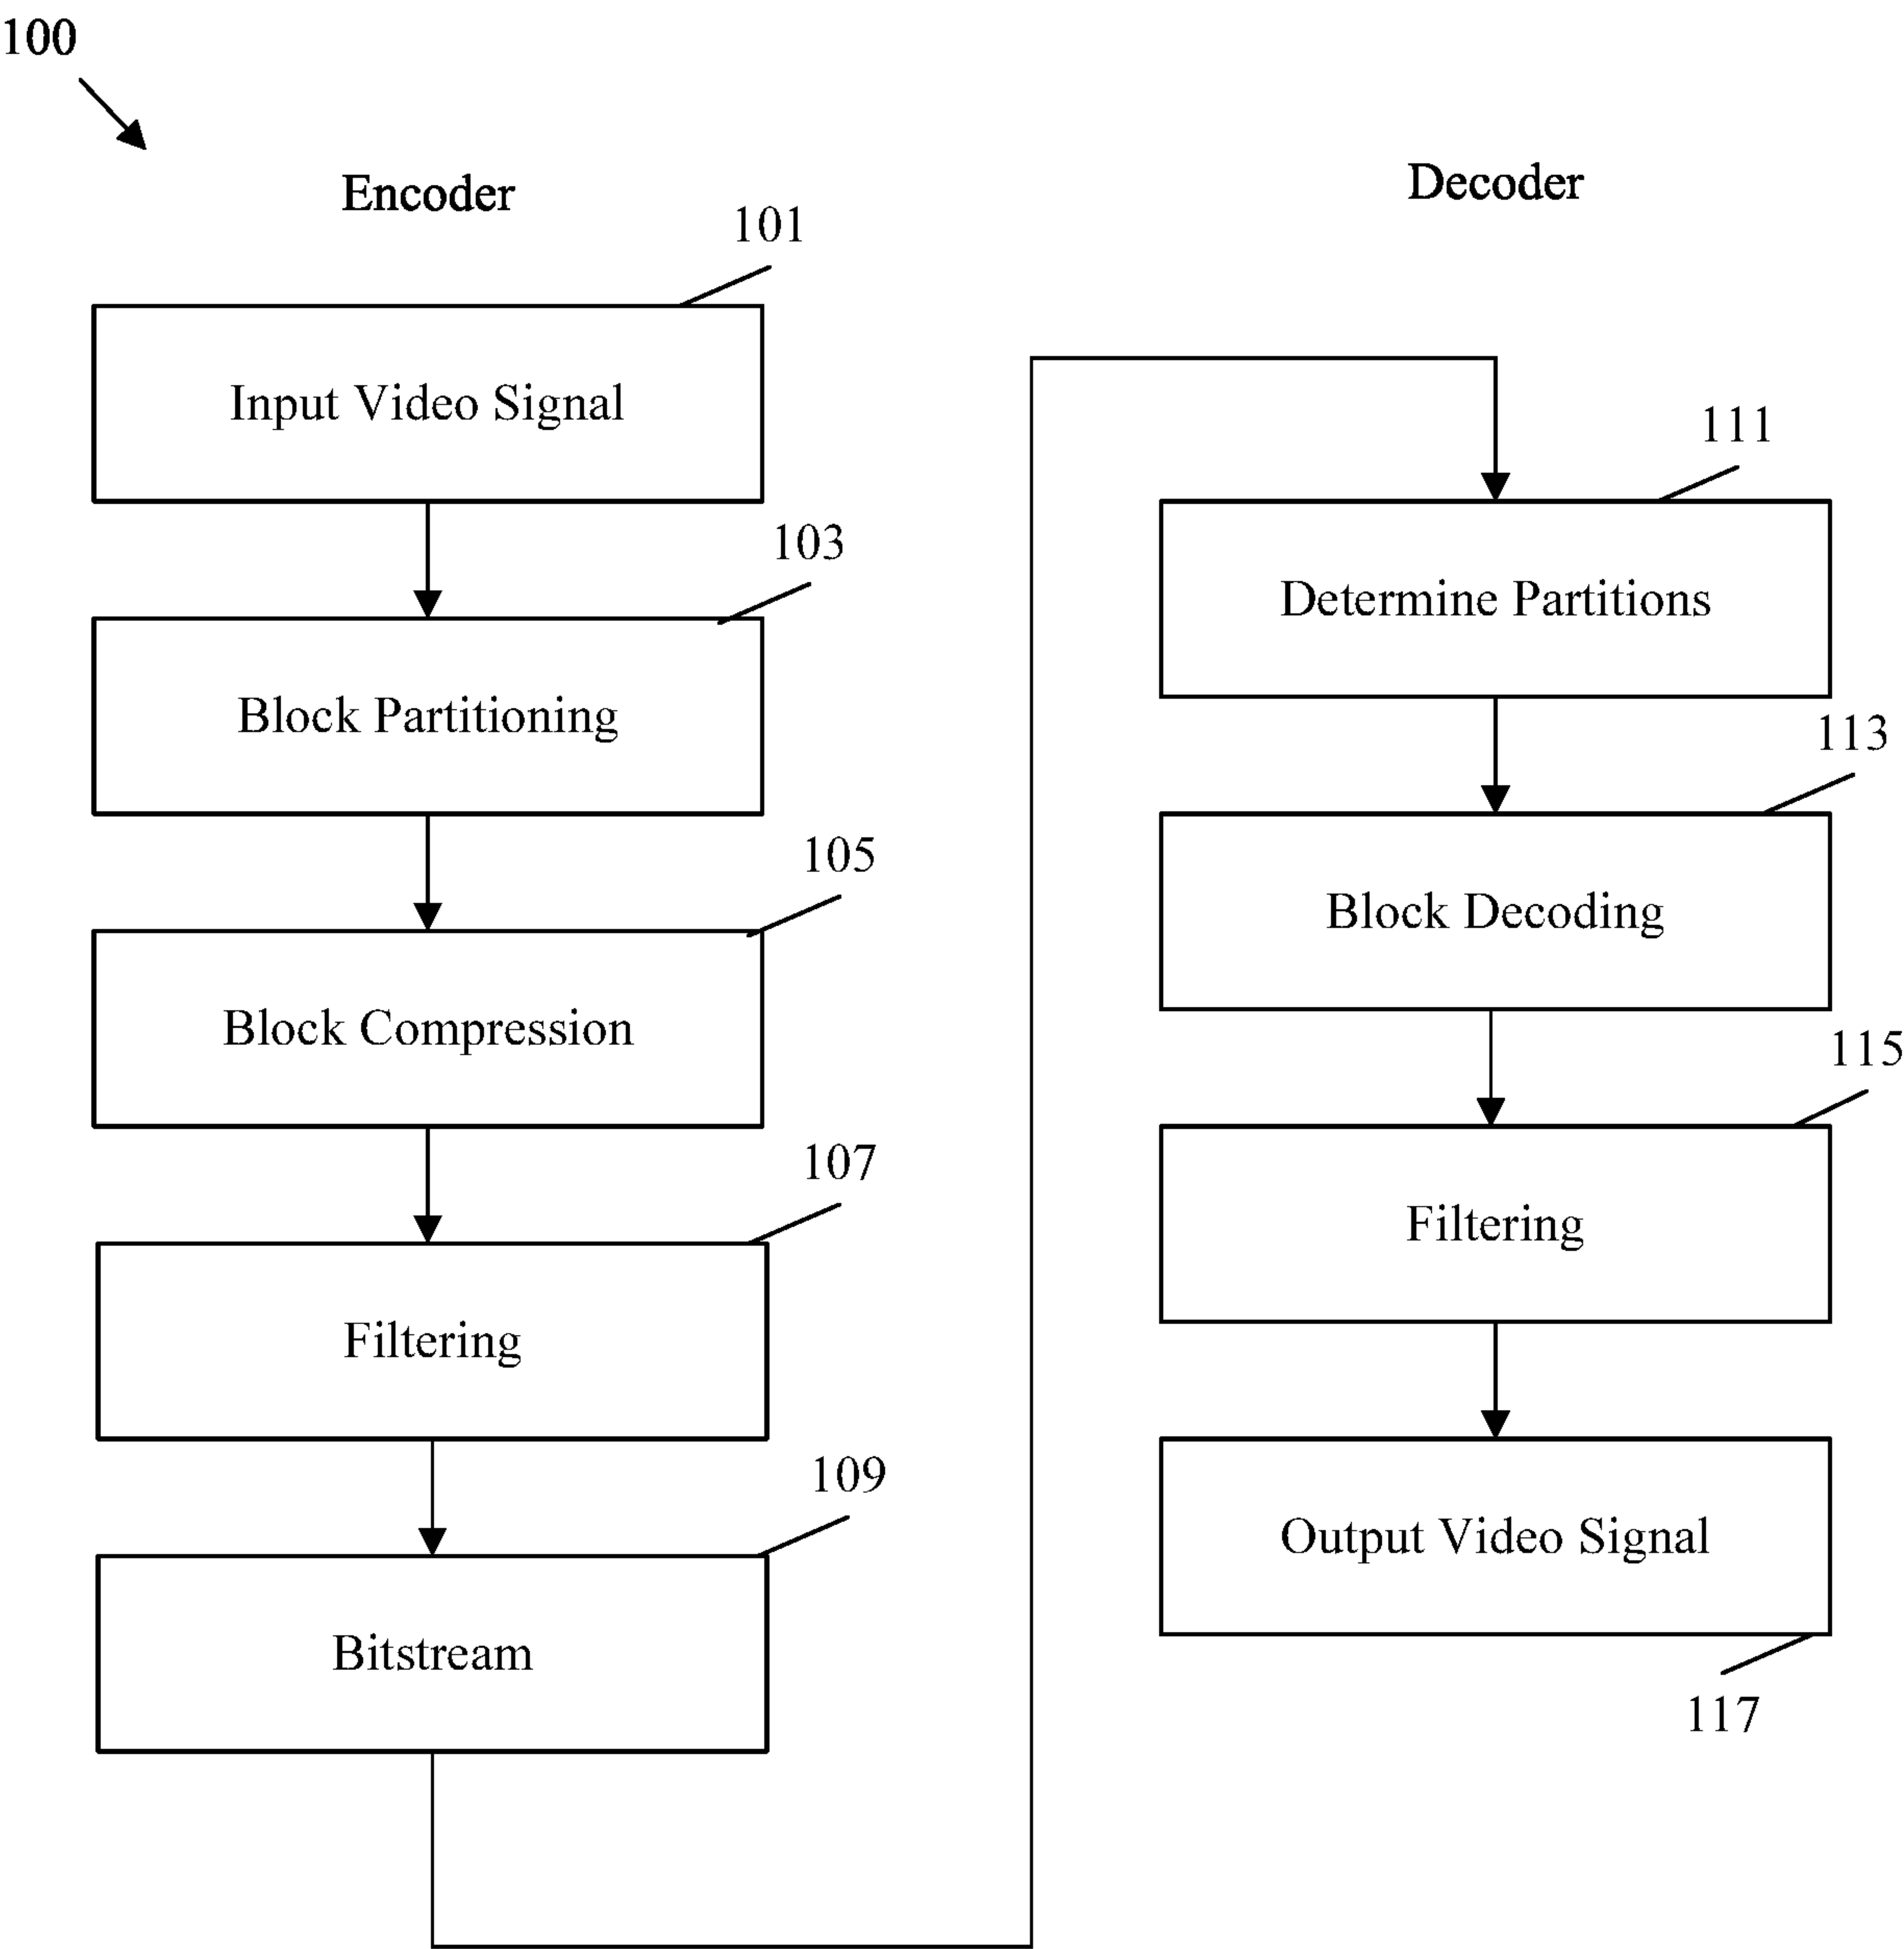 100
Encoder
101
Input Video Signal
103
Block Partitioning
105
Block Compression
107
Filtering
109
Bitstream
Decoder
111
Determine Partitions
113
Block Decoding
115
Filtering
Output Video Signal
117